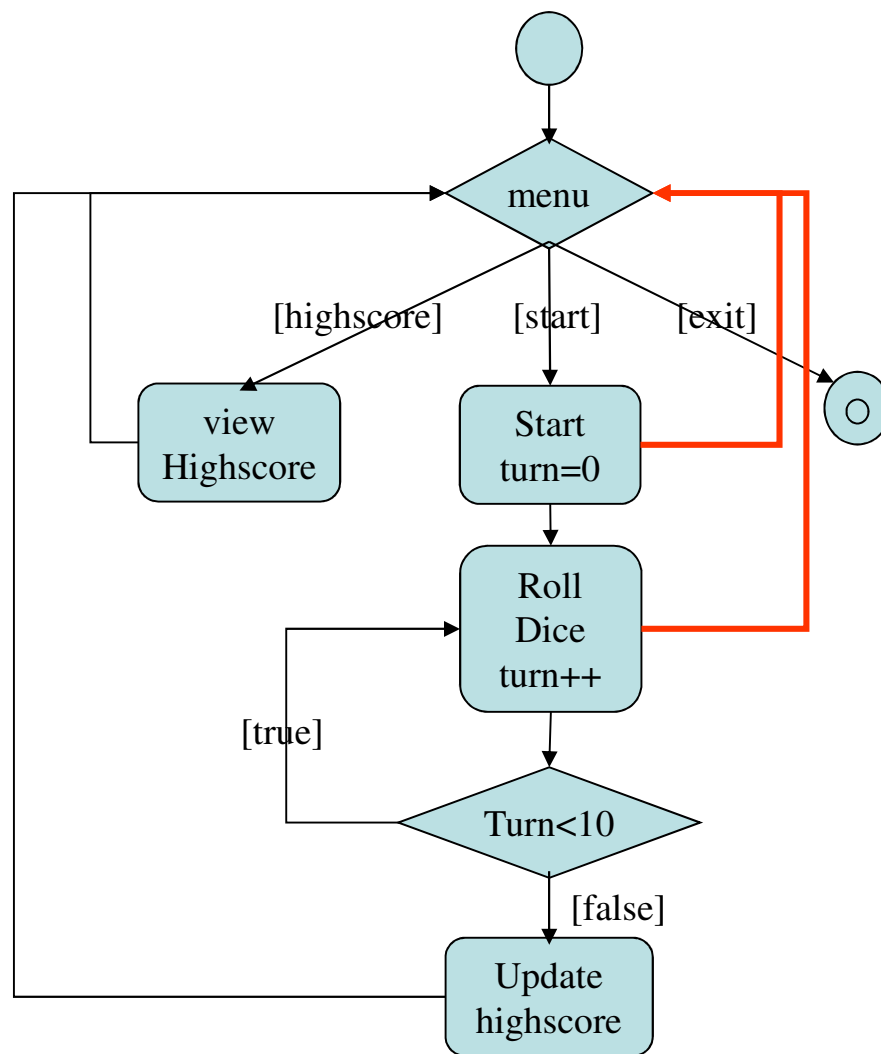 menu
[highscore]
[start]
[exit]
view
Highscore
Start
turn=0
Roll
Dice
turn++
[true]
Turn<10
[false]
Update
highscore